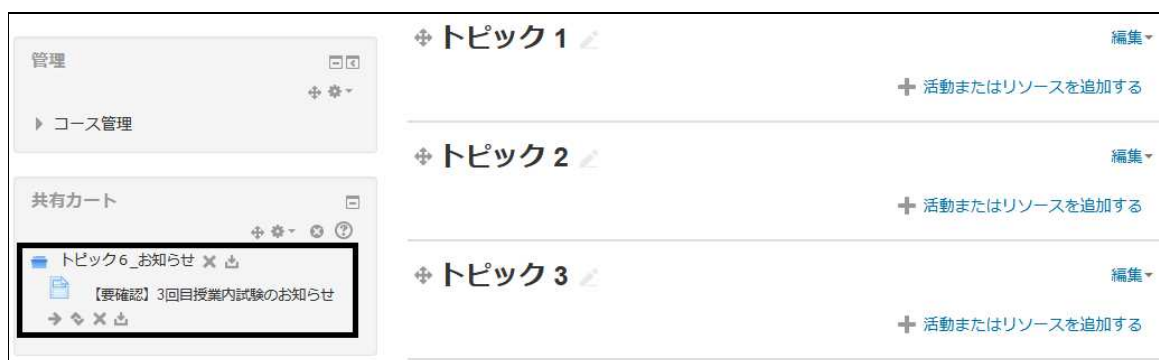 管理
コース管理
共有カート
トピック6_お知らせ
【要確認】3回目授業内試験のお知らせ
トピック 1
編集
活動またはリソースを追加する
トピック 2
編集
活動またはリソースを追加する
トピック 3
編集
活動またはリソースを追加する